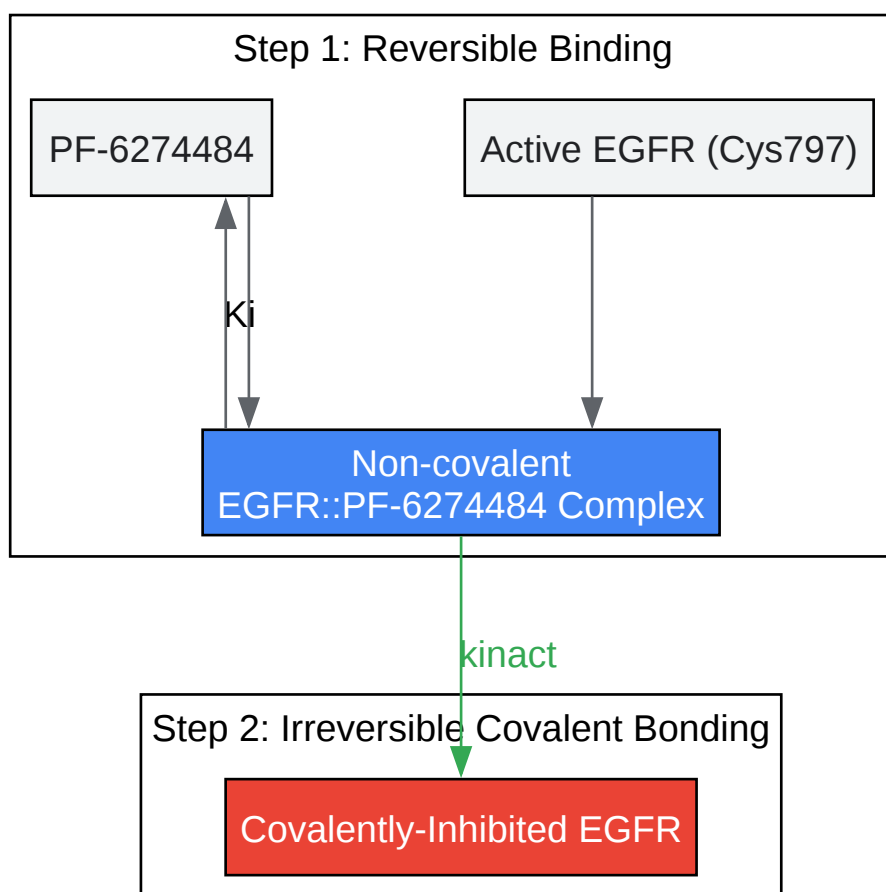 Step 1: Reversible Binding
PF-6274484
Active EGFR (Cys797)
Ki
Non-covalent
EGFR::PF-6274484 Complex
kinact
Step 2: Irreversible Covalent Bonding
Covalently-Inhibited EGFR